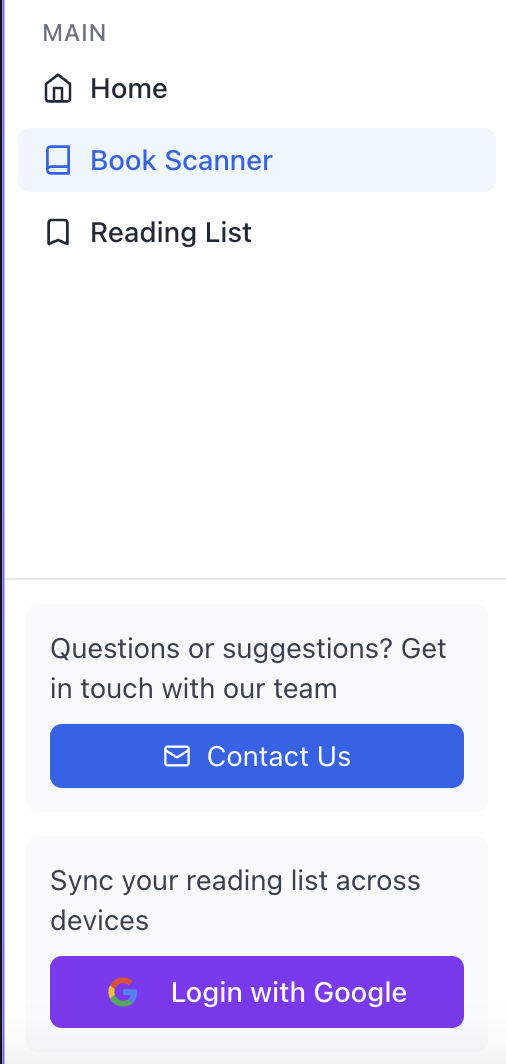 MAIN
Home
Book Scanner
Reading List
Questions or suggestions? Get
in touch with our team
Contact Us
Sync your reading list across
devices
Login with Google